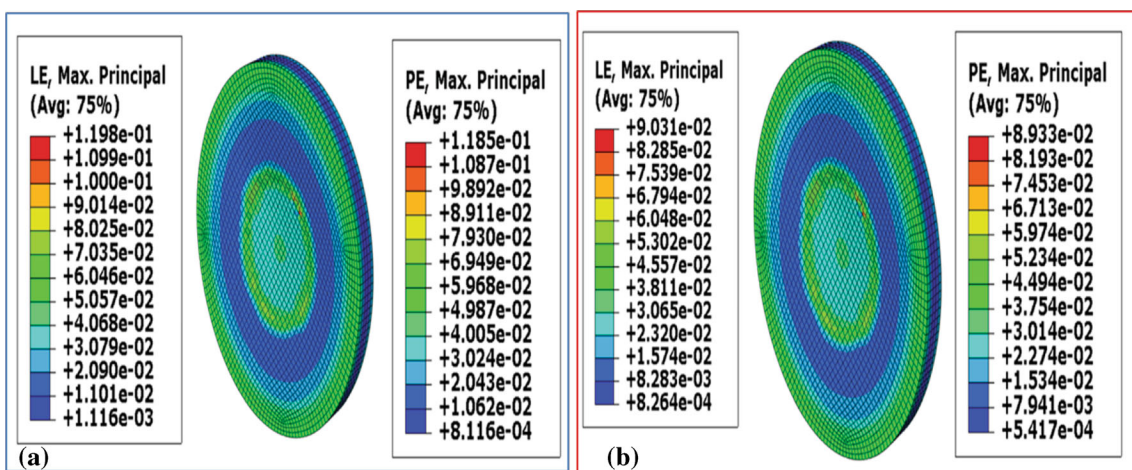 LE, Max. Principal
(Avg: 75%)
+1.198e-01
+1.099e-01
+1.000e-01
+9.014e-02
+8.025e-02
+7.035e-02
+6.046e-02
+5.057e-02
+4.068e-02
+3.079e-02
+2.090e-02
+1.101e-02
+1.116e-03
PE, Max. Principal
(Avg: 75%)
+1.185e-01
+1.087e-01
+9.892e-02
+8.911e-02
+7.930e-02
+6.949e-02
+5.968e-02
+4.987e-02
+4.005e-02
+3.024e-02
+2.043e-02
+1.062e-02
+8.116e-04
(a)
LE, Max. Principal
(Avg: 75%)
+9.031e-02
+8.285e-02
+7.539e-02
+6.794e-02
+6.048e-02
+5.302e-02
+4.557e-02
+3.811e-02
+3.065e-02
+2.320e-02
+1.574e-02
+8.283e-03
+8.264e-04
PE, Max. Principal
(Avg: 75%)
+8.933e-02
+8.193e-02
+7.453e-02
+6.713e-02
+5.974e-02
+5.234e-02
+4.494e-02
+3.754e-02
+3.014e-02
+2.274e-02
+1.534e-02
+7.941e-03
+5.417e-04
(b)